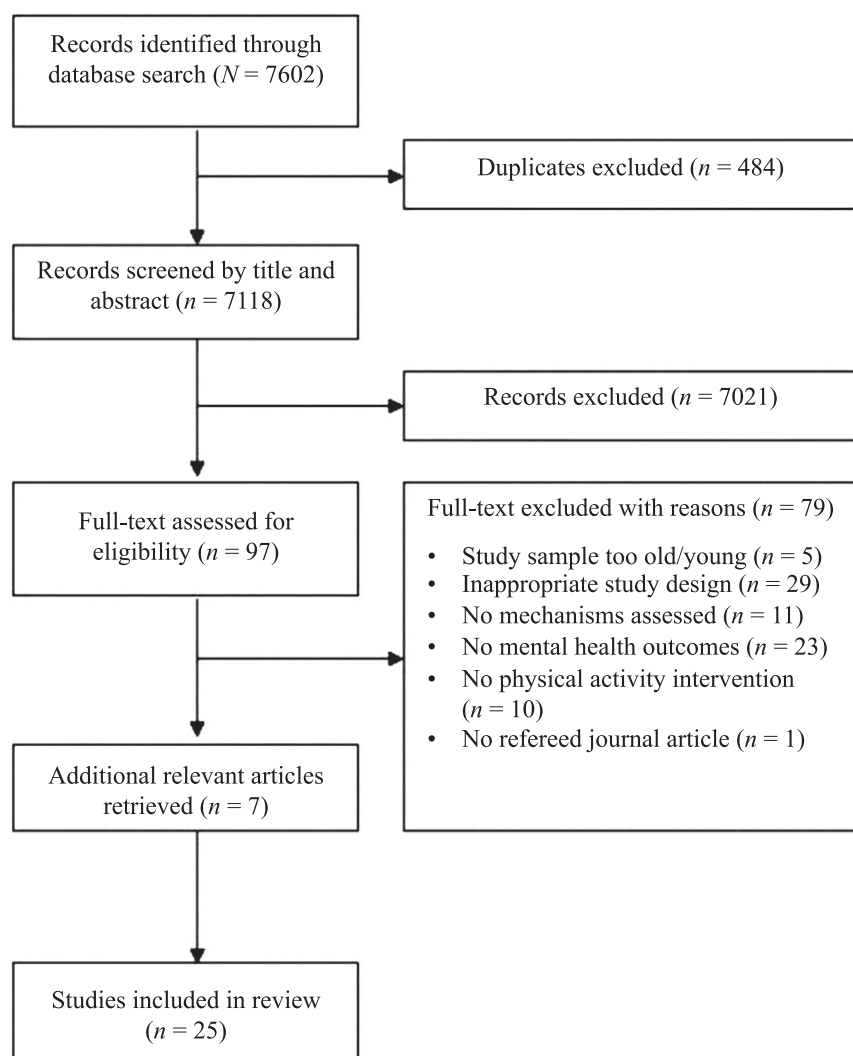 Records identified through
database search (N = 7602)
Duplicates excluded (n = 484)
Records screened by title and
abstract (n = 7118)
Records excluded (n = 7021)
Full-text assessed for
eligibility (n = 97)
Full-text excluded with reasons (n = 79)
• Study sample too old/young (n = 5)
• Inappropriate study design (n = 29)
• No mechanisms assessed (n = 11)
• No mental health outcomes (n = 23)
• No physical activity intervention
(n = 10)
• No refereed journal article (n = 1)
Additional relevant articles
retrieved (n = 7)
Studies included in review
(n = 25)